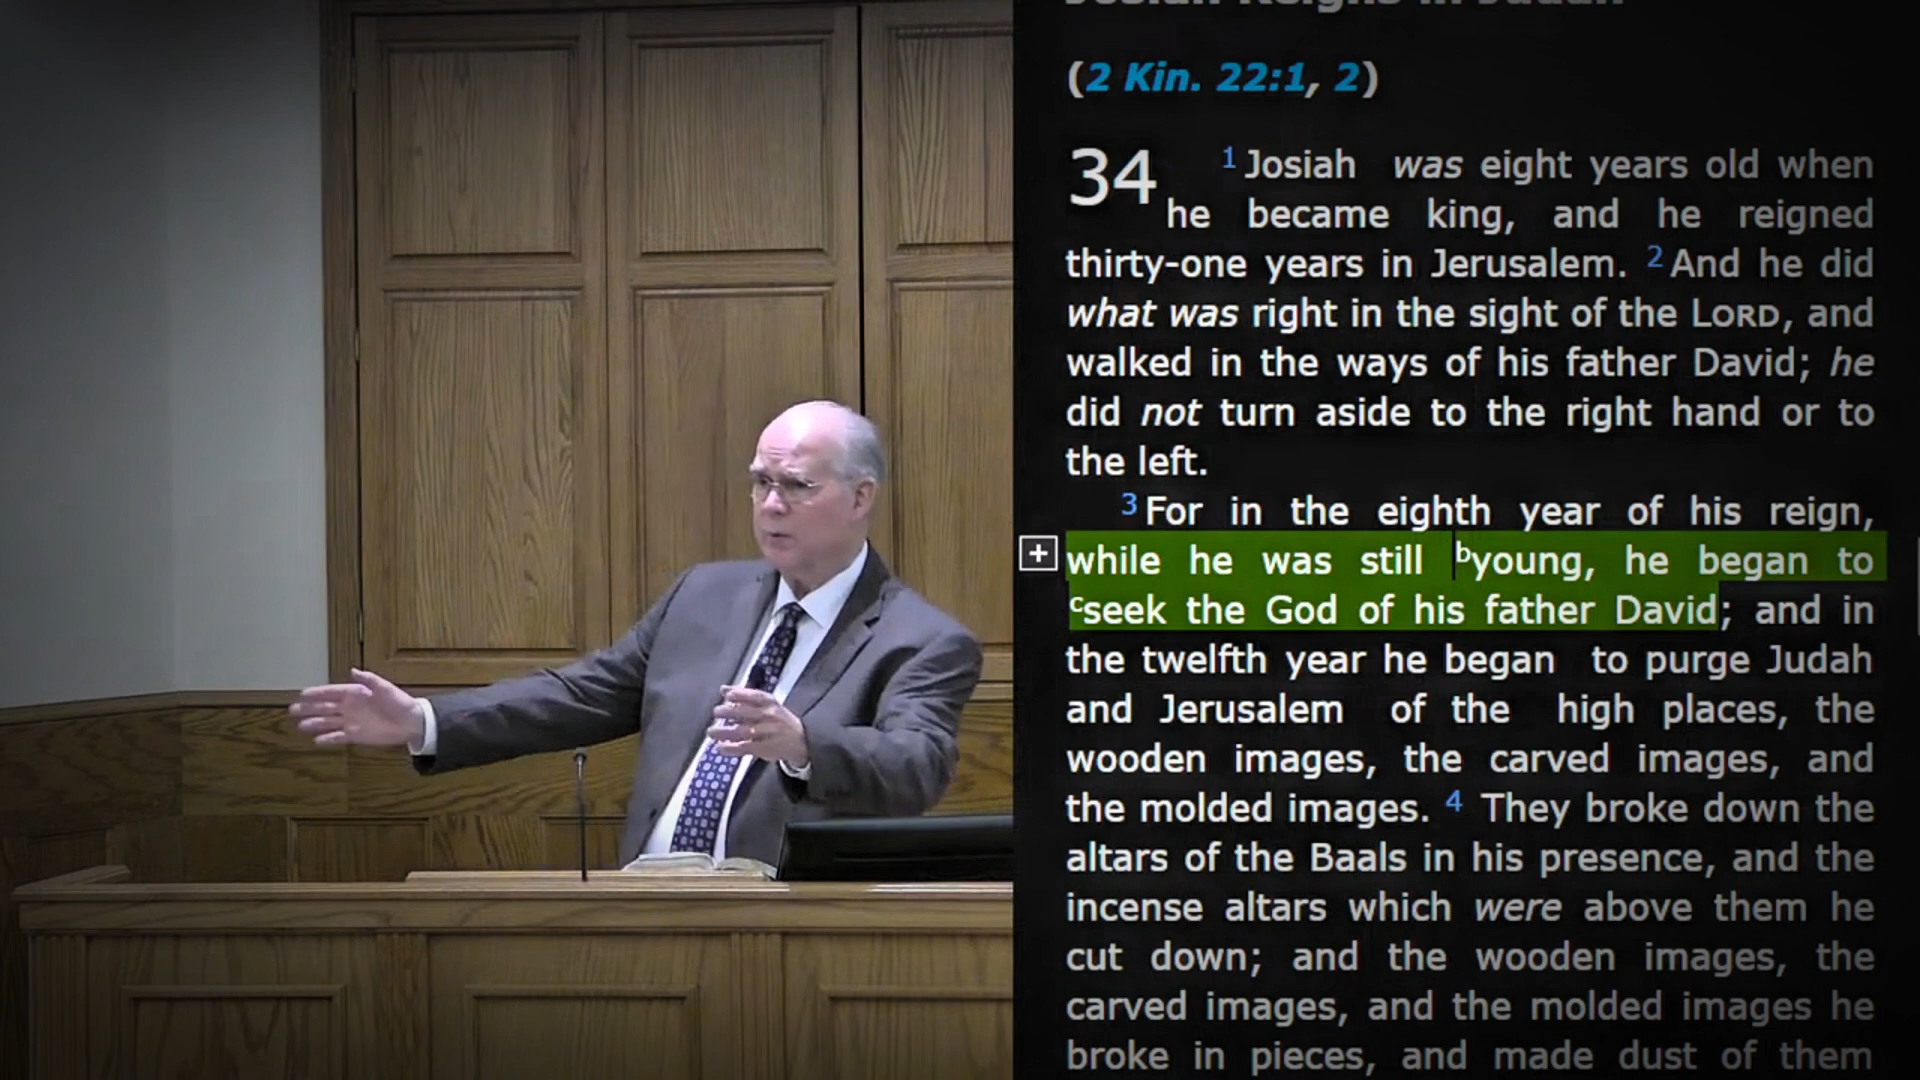 Josiah Reigns in Judah
(2 Kin. 22:1, 2)
34 1 Josiah was eight years old when
he became king, and he reigned
thirty-one years in Jerusalem. 2 And he did
what was right in the sight of the LORD, and
walked in the ways of his father David; he
did not turn aside to the right hand or to
the left.
3 For in the eighth year of his reign,
while he was still byoung, he began to
cseek the God of his father David; and in
the twelfth year he began to purge Judah
and Jerusalem of the high places, the
wooden images, the carved images, and
the molded images. 4 They broke down the
altars of the Baals in his presence, and the
incense altars which were above them he
cut down; and the wooden images, the
carved images, and the molded images he
broke in pieces, and made dust of them